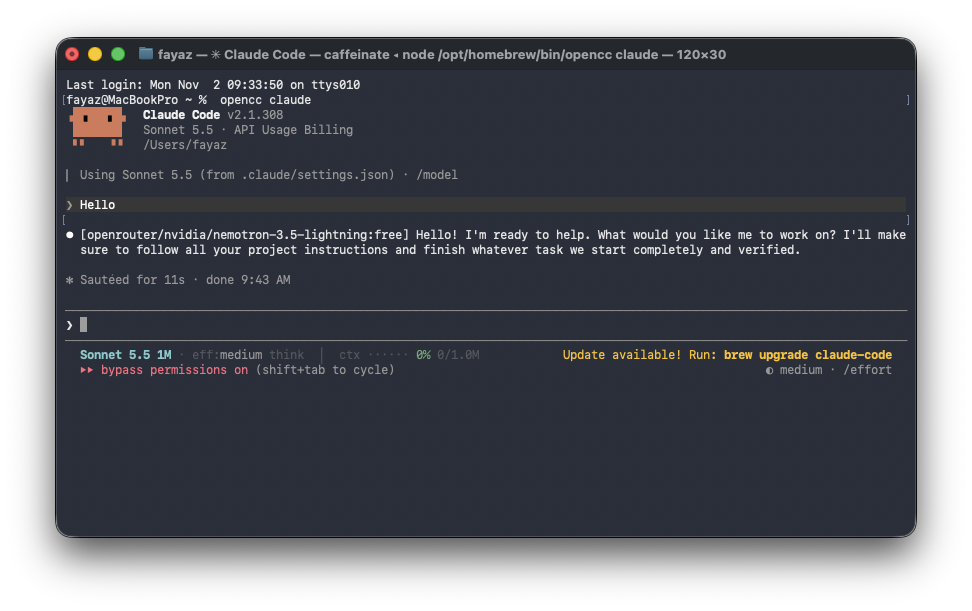 fayaz — ✳ Claude Code — caffeinate ◂ node /opt/homebrew/bin/opencc claude — 120×30
Last login: Mon Nov  2 09:33:50 on ttys010
[fayaz@MacBookPro ~ %  opencc claude ]
Claude Code v2.1.308
Sonnet 5.5 · API Usage Billing
/Users/fayaz
| Using Sonnet 5.5 (from .claude/settings.json) · /model
❯ Hello
[ ]
● [openrouter/nvidia/nemotron-3.5-lightning:free] Hello! I'm ready to help. What would you like me to work on? I'll make
sure to follow all your project instructions and finish whatever task we start completely and verified.
✻ Sautéed for 11s · done 9:43 AM
❯
Sonnet 5.5 1M · eff:medium think │ ctx ······ 0% 0/1.0M Update available! Run: brew upgrade claude-code
▸▸ bypass permissions on (shift+tab to cycle) ◐ medium · /effort